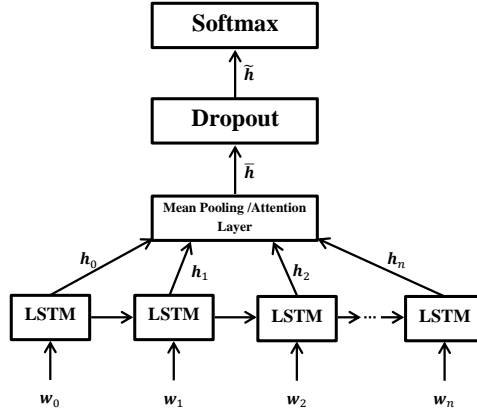 Softmax
h̃
Dropout
h̄
Mean Pooling /Attention
Layer
h₀ h₁ h₂ hₙ
LSTM LSTM LSTM ... LSTM
w₀ w₁ w₂ wₙ